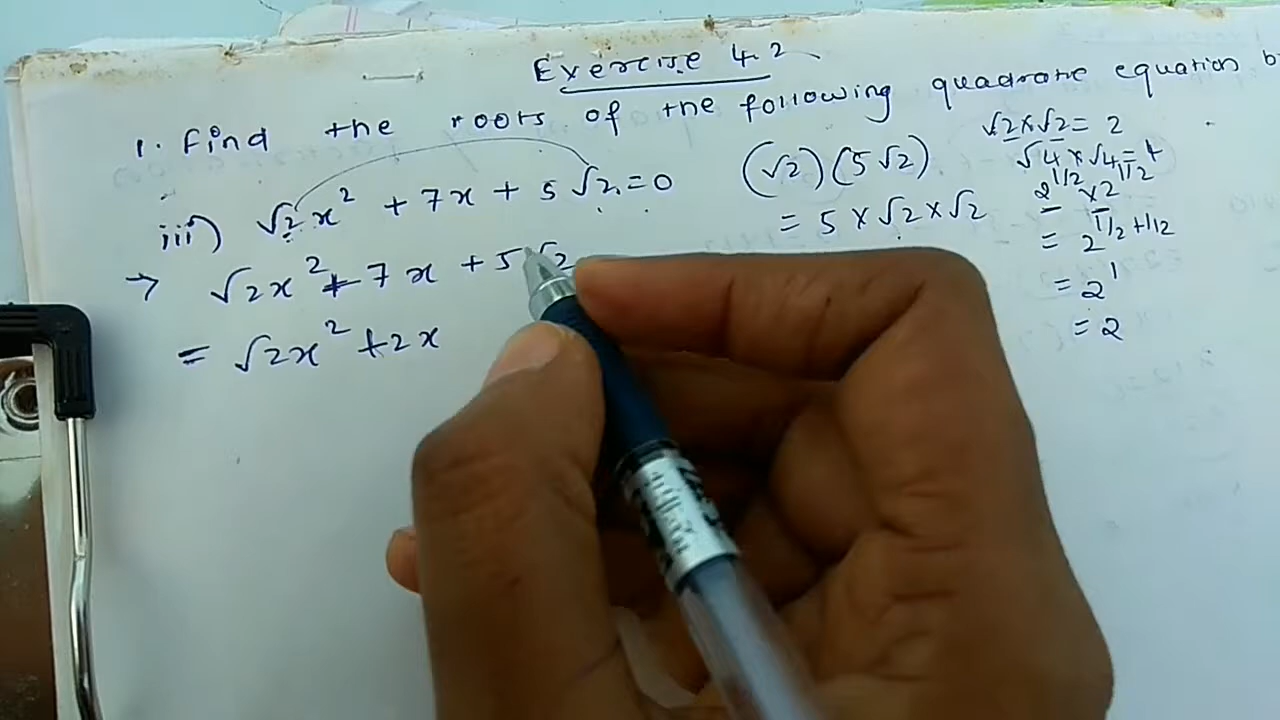 Exercise 4.2
1. Find the roots of the following quadratic equation b
iii) √2x² + 7x + 5√2 = 0
→ √2x² + 7x + 5√2
= √2x² + 2x
(√2)(5√2)
= 5 × √2 × √2
√2 × √2 = 2
√4 × √4 = 4
2^1/2 × 2^1/2
= 2^1/2 + 1/2
= 2^1
= 2